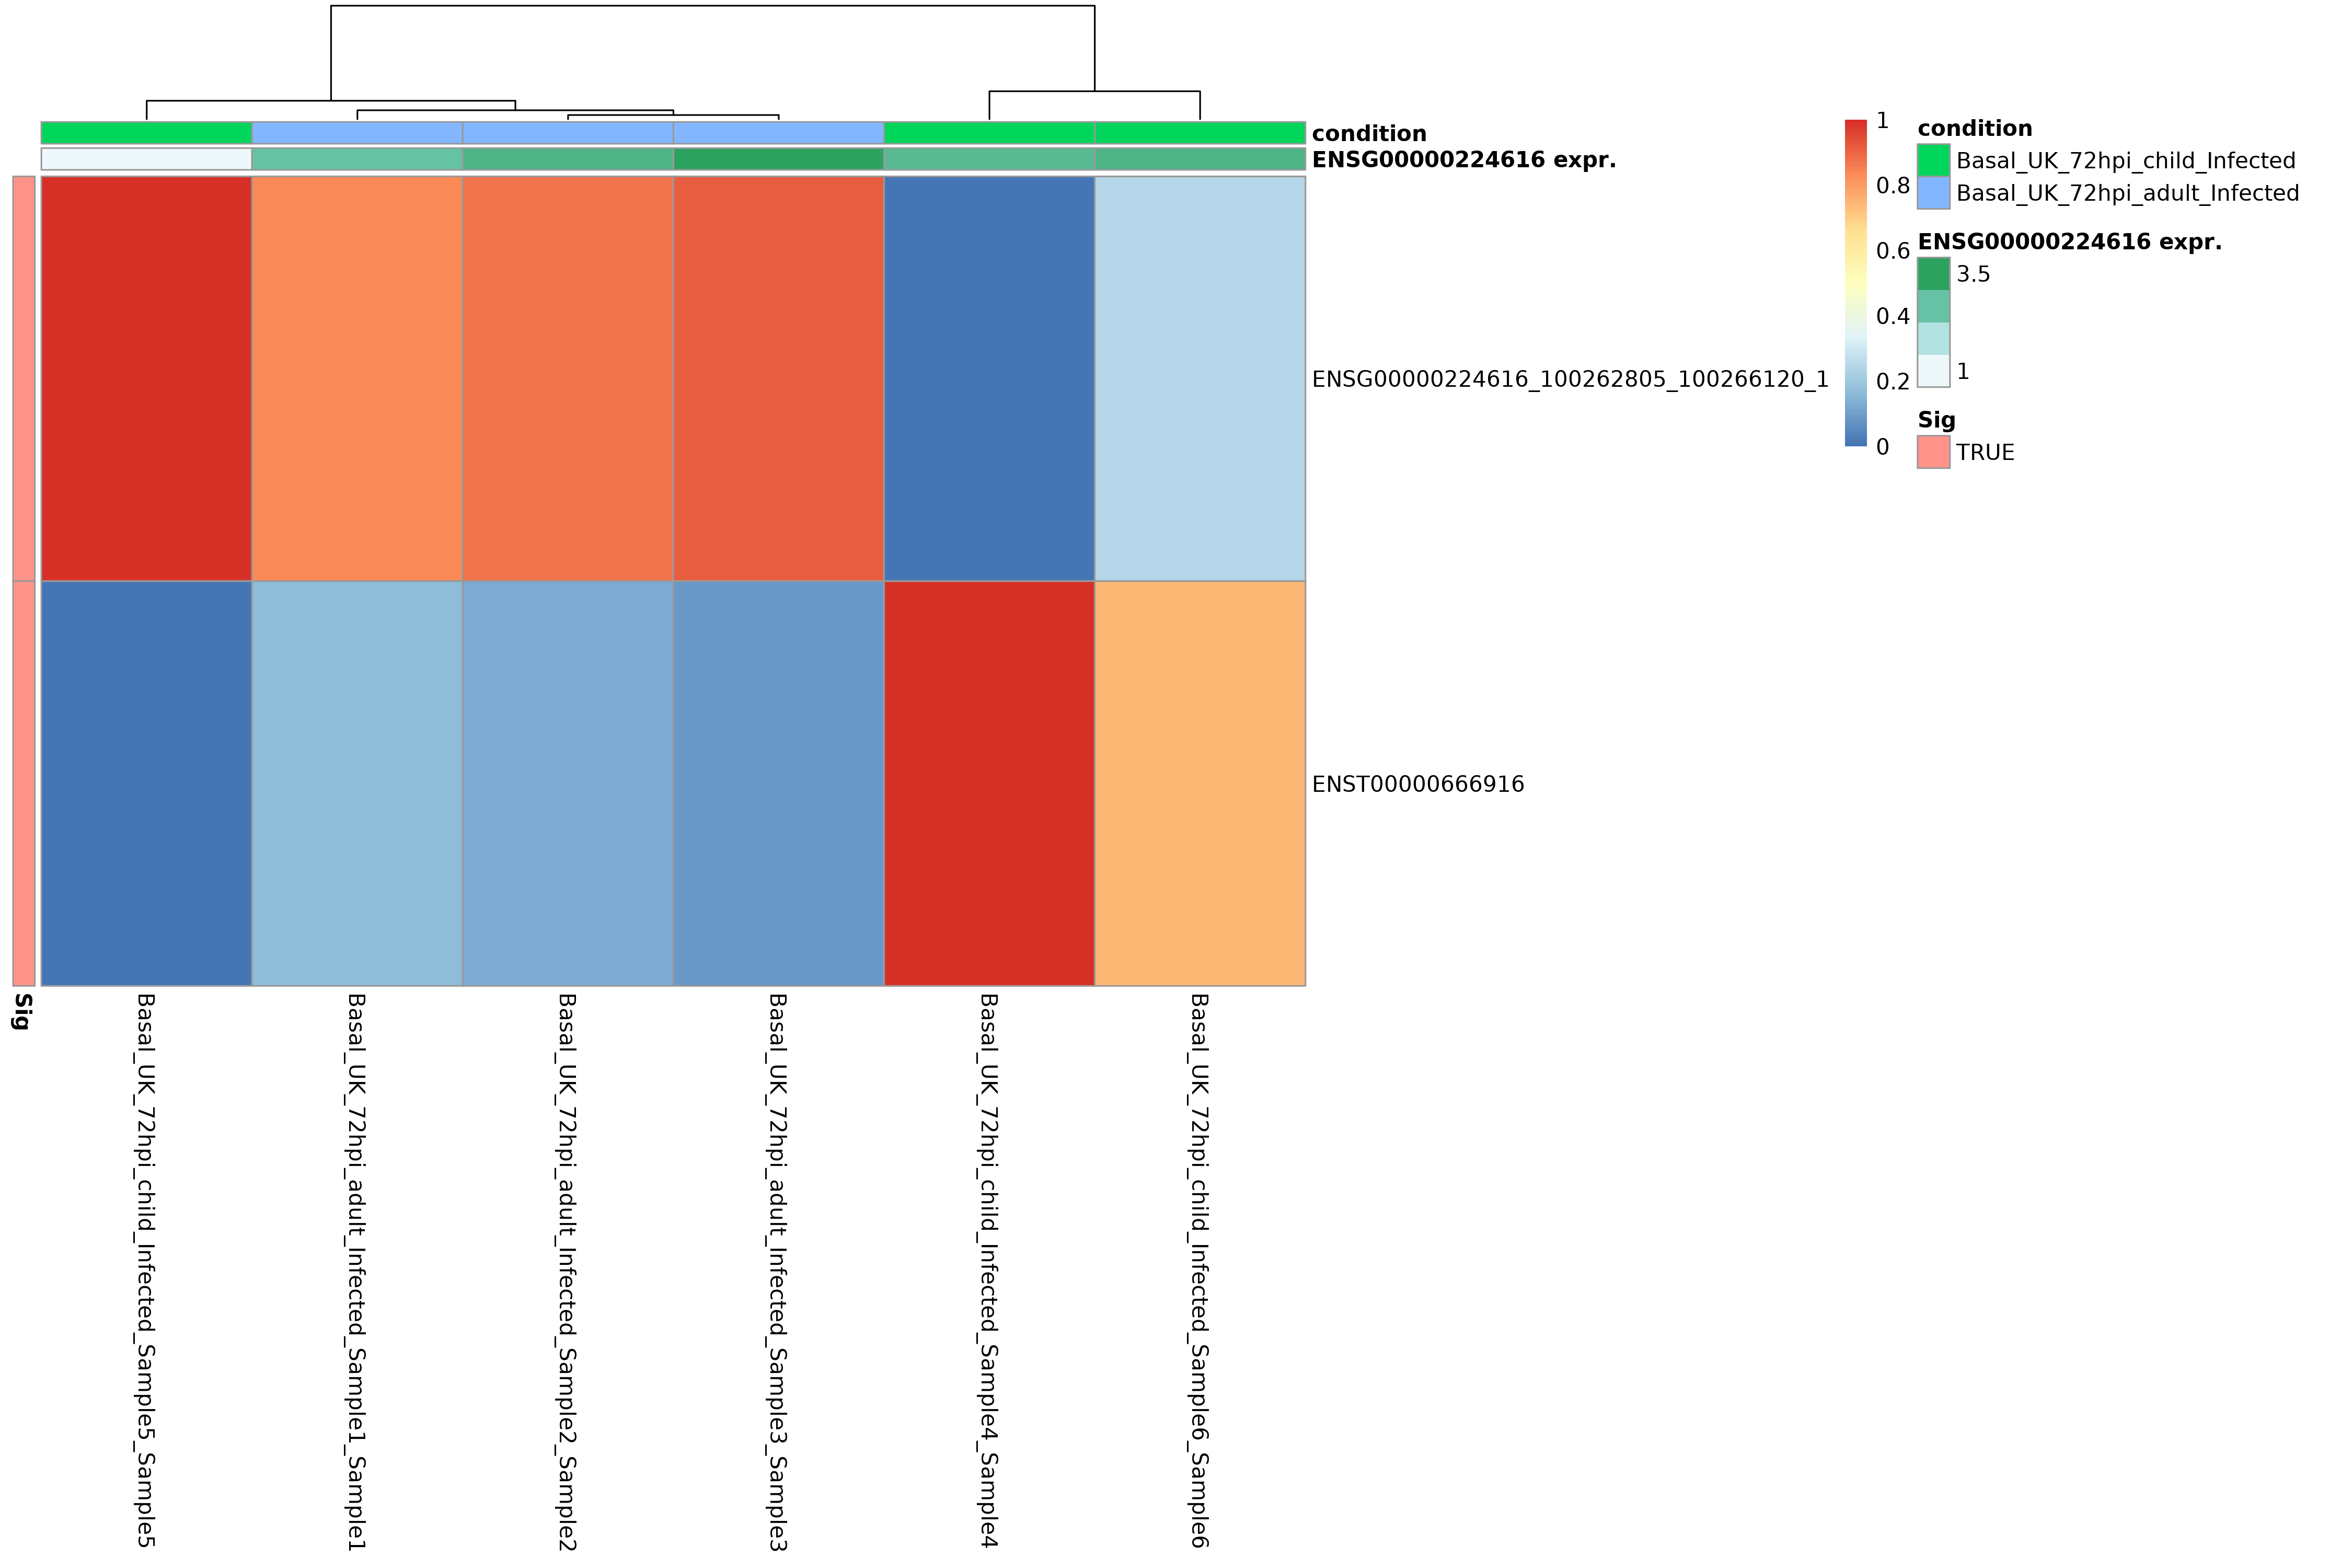 condition
ENSG00000224616 expr.
ENSG00000224616_100262805_100266120_1
ENST00000666916
1
0.8
0.6
0.4
0.2
0
condition
Basal_UK_72hpi_child_Infected
Basal_UK_72hpi_adult_Infected
ENSG00000224616 expr.
3.5
1
Sig
TRUE
Sig
Basal_UK_72hpi_child_Infected_Sample5_Sample5
Basal_UK_72hpi_adult_Infected_Sample1_Sample1
Basal_UK_72hpi_adult_Infected_Sample2_Sample2
Basal_UK_72hpi_adult_Infected_Sample3_Sample3
Basal_UK_72hpi_child_Infected_Sample4_Sample4
Basal_UK_72hpi_child_Infected_Sample6_Sample6